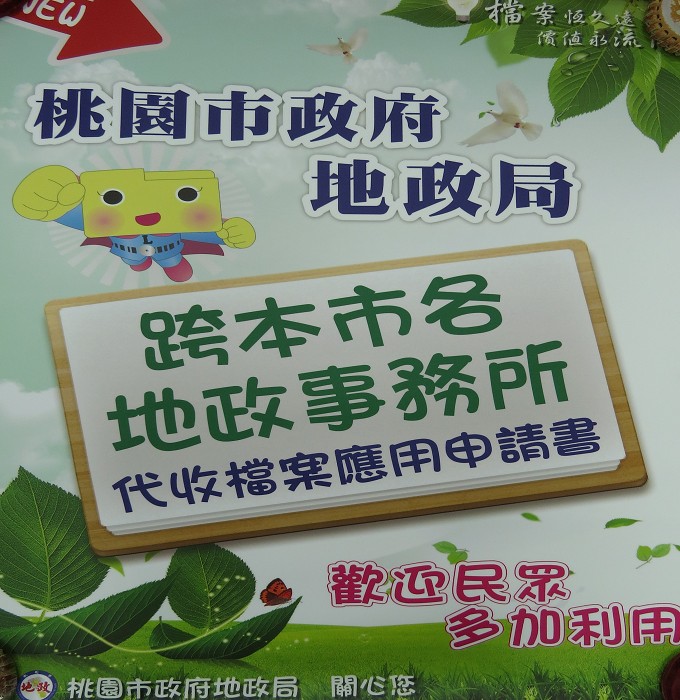 NEW
檔案恆久遠
價值永流
桃園市政府
地政局
跨本市各
地政事務所
代收檔案應用申請書
歡迎民眾
多加利用
地政 桃園市政府地政局 關心您